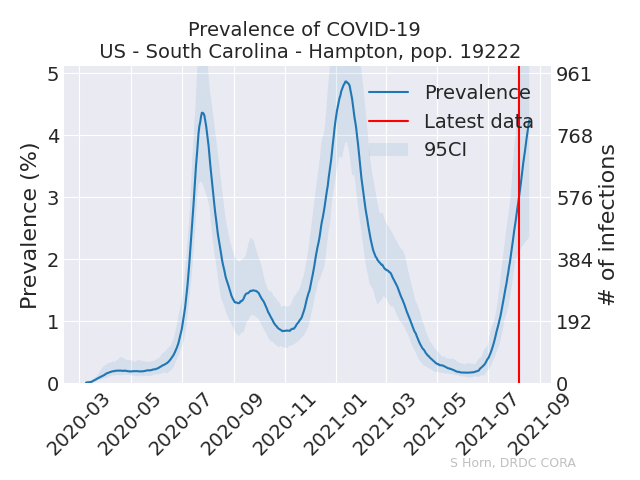 Prevalence of COVID-19
US - South Carolina - Hampton, pop. 19222
Prevalence (%)
5
4
3
2
1
0
961
768
576
384
192
0
# of infections
Prevalence
Latest data
95CI
2020-03
2020-05
2020-07
2020-09
2020-11
2021-01
2021-03
2021-05
2021-07
2021-09
S Horn, DRDC CORA